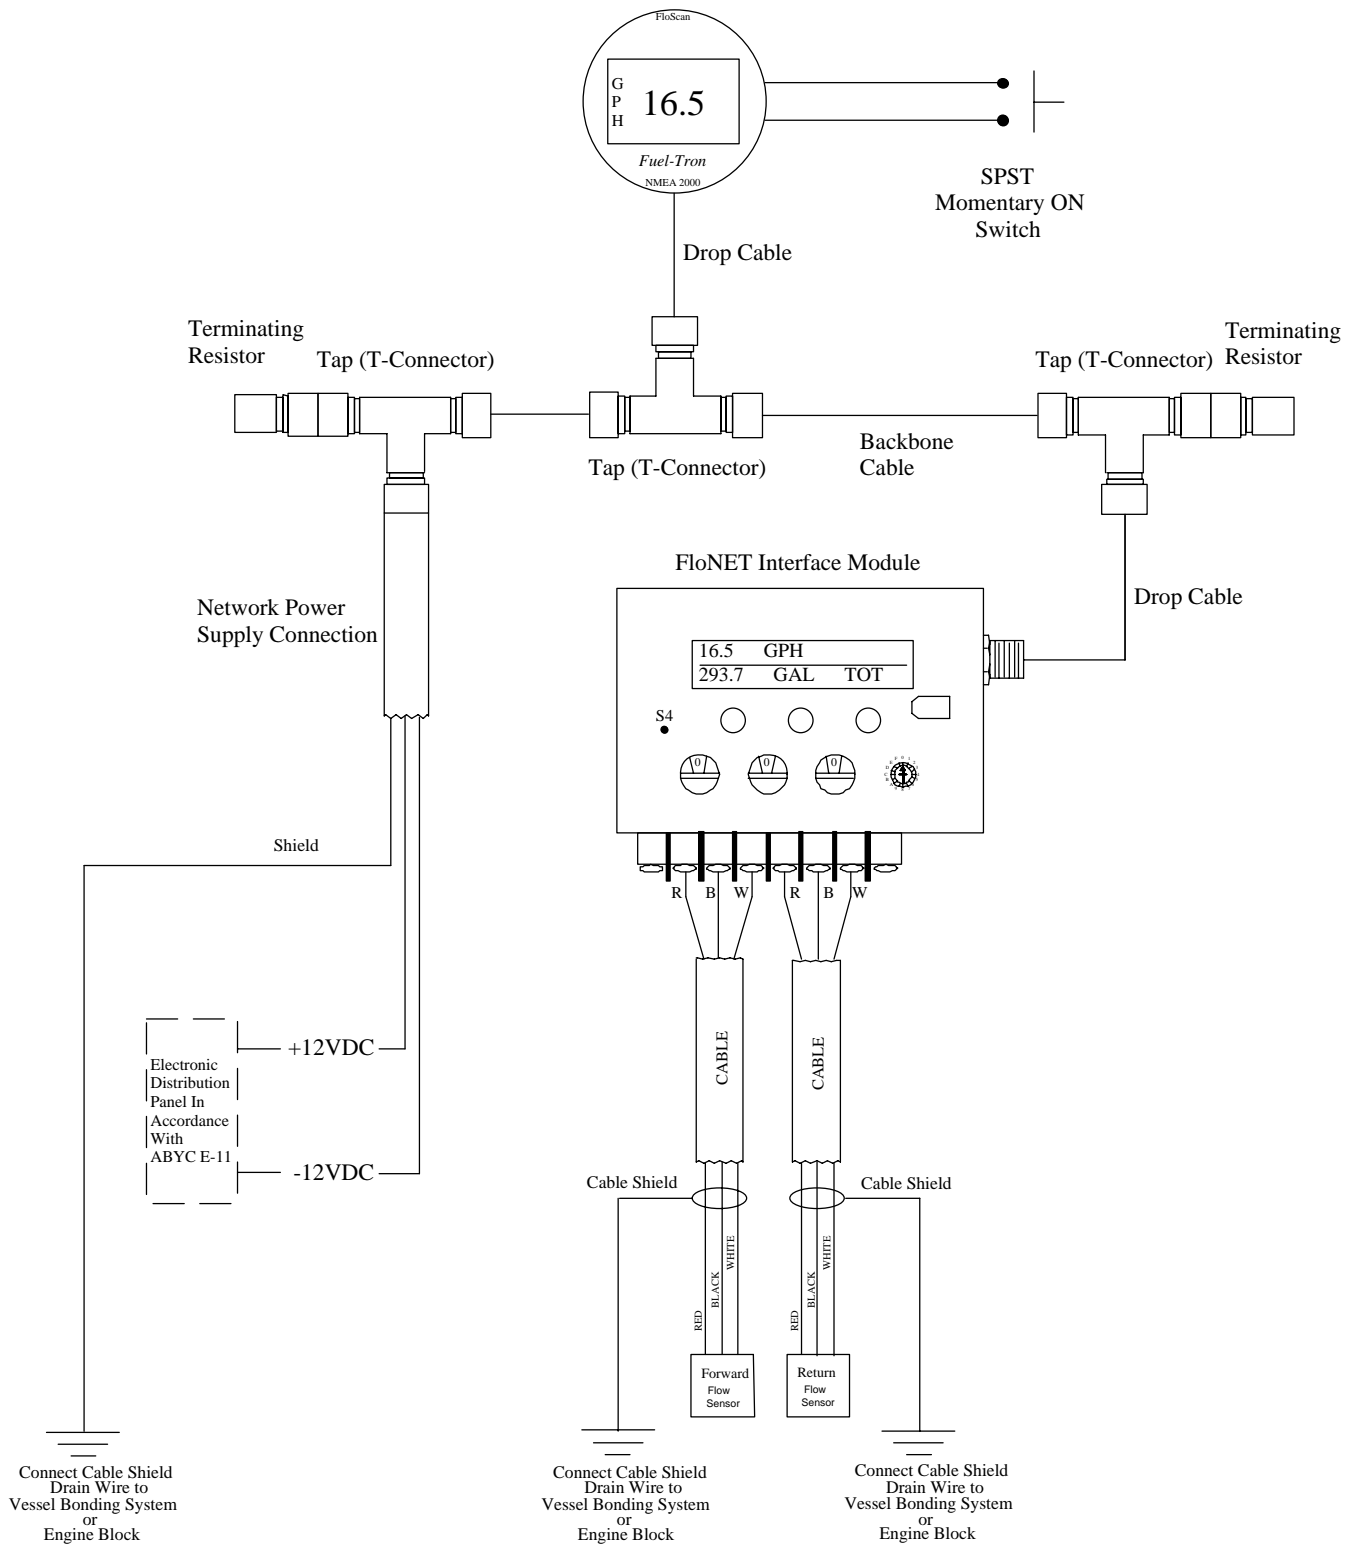 FloScan
G
P
H
16.5
Fuel-Tron
NMEA 2000
SPST
Momentary ON
Switch
Drop Cable
Terminating
Resistor
Tap (T-Connector)
Tap (T-Connector)
Tap (T-Connector)
Terminating
Resistor
Backbone
Cable
FloNET Interface Module
Drop Cable
Network Power
Supply Connection
16.5 GPH
293.7 GAL TOT
S4
0
0
0
Shield
R B W R B W
CABLE
CABLE
+12VDC
Electronic
Distribution
Panel In
Accordance
With
ABYC E-11
-12VDC
Cable Shield
Cable Shield
RED
BLACK
WHITE
RED
BLACK
WHITE
Forward
Flow
Sensor
Return
Flow
Sensor
Connect Cable Shield
Drain Wire to
Vessel Bonding System
or
Engine Block
Connect Cable Shield
Drain Wire to
Vessel Bonding System
or
Engine Block
Connect Cable Shield
Drain Wire to
Vessel Bonding System
or
Engine Block